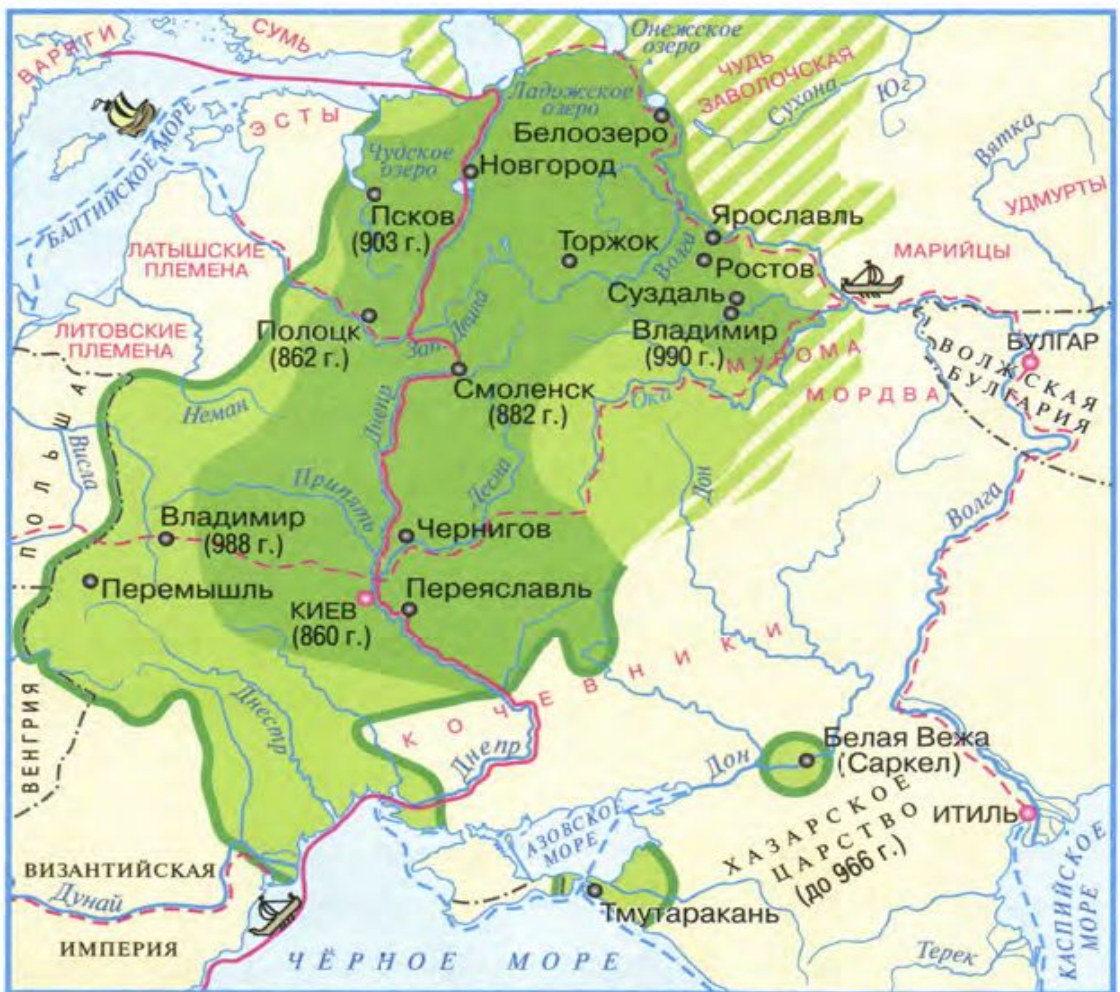 ВАРЯГИ
СУМЬ
Онежское
озеро
ЧУДЬ
ЗАВОЛОЧСКАЯ
Сухона
Юг
Ладожское
озеро
Белоозеро
ЭСТЫ
БАЛТИЙСКОЕ МОРЕ
Чудское
озеро
Новгород
Вятка
УДМУРТЫ
Псков
(903 г.)
Ярославль
ЛАТЫШСКИЕ
ПЛЕМЕНА
Торжок
Волга
Ростов
МАРИЙЦЫ
Суздаль
ЛИТОВСКИЕ
ПЛЕМЕНА
Полоцк
(862 г.)
Зап. Двина
Владимир
(990 г.)
МУРОМА
БУЛГАР
ВОЛЖСКАЯ
БУЛГАРИЯ
Смоленск
(882 г.)
МОРДВА
Неман
Днепр
Ока
ПОЛЬША
Висла
Припять
Десна
Дон
Волга
Владимир
(988 г.)
Чернигов
Перемышль
КИЕВ
(860 г.)
Переяславль
КОЧЕВНИКИ
ВЕНГРИЯ
Днестр
Днепр
Дон
Белая Вежа
(Саркел)
ХАЗАРСКОЕ
ЦАРСТВО
(до 966 г.)
ИТИЛЬ
АЗОВСКОЕ
МОРЕ
ВИЗАНТИЙСКАЯ
Дунай
ИМПЕРИЯ
Тмутаракань
КАСПИЙСКОЕ
МОРЕ
Терек
ЧЁРНОЕ МОРЕ